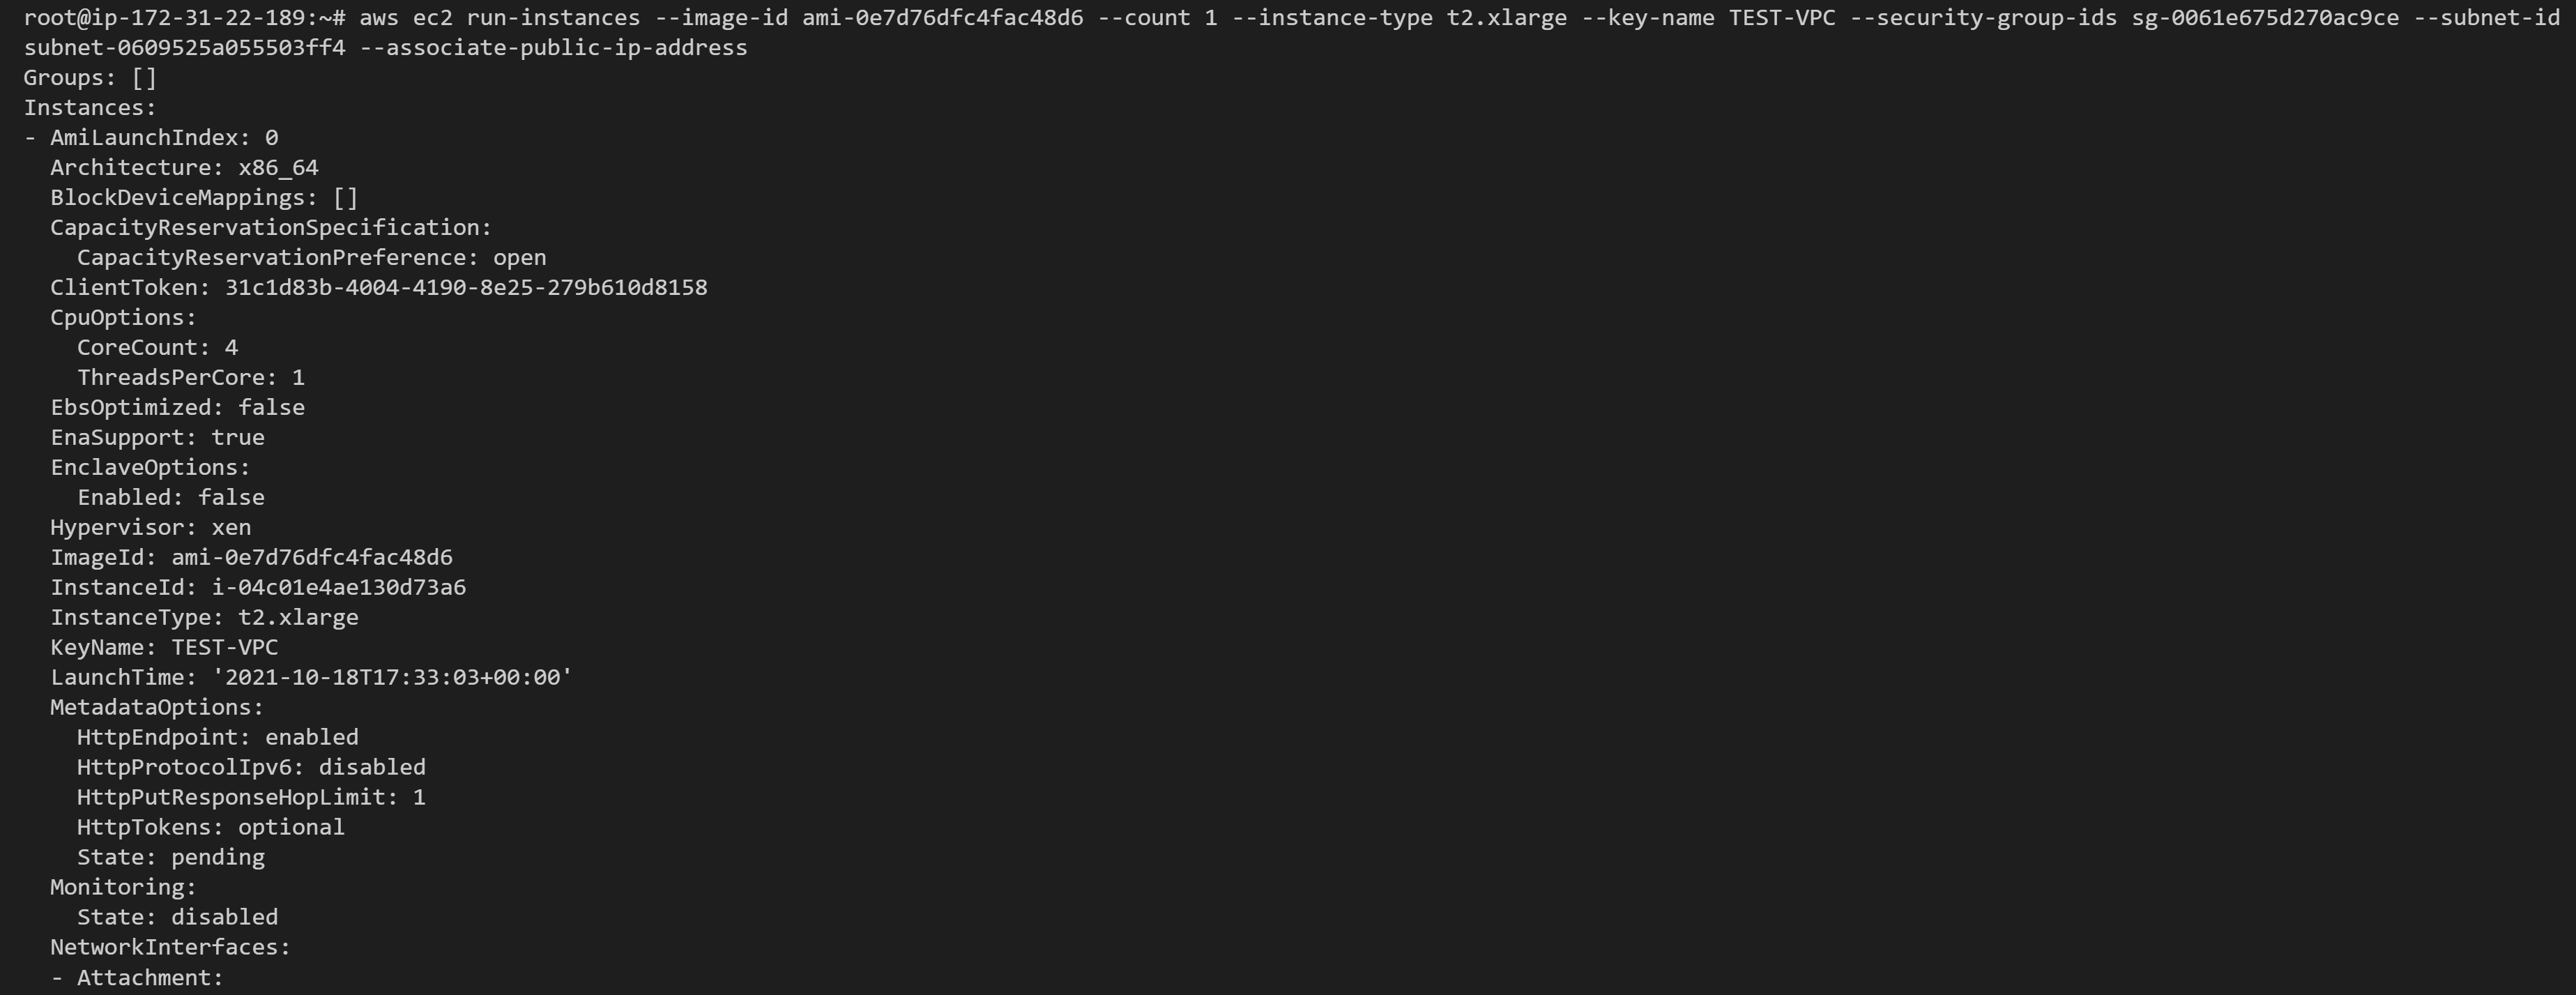 root@ip-172-31-22-189:~# aws ec2 run-instances --image-id ami-0e7d76dfc4fac48d6 --count 1 --instance-type t2.xlarge --key-name TEST-VPC --security-group-ids sg-0061e675d270ac9ce --subnet-id
subnet-0609525a055503ff4 --associate-public-ip-address
Groups: []
Instances:
- AmiLaunchIndex: 0
  Architecture: x86_64
  BlockDeviceMappings: []
  CapacityReservationSpecification:
    CapacityReservationPreference: open
  ClientToken: 31c1d83b-4004-4190-8e25-279b610d8158
  CpuOptions:
    CoreCount: 4
    ThreadsPerCore: 1
  EbsOptimized: false
  EnaSupport: true
  EnclaveOptions:
    Enabled: false
  Hypervisor: xen
  ImageId: ami-0e7d76dfc4fac48d6
  InstanceId: i-04c01e4ae130d73a6
  InstanceType: t2.xlarge
  KeyName: TEST-VPC
  LaunchTime: '2021-10-18T17:33:03+00:00'
  MetadataOptions:
    HttpEndpoint: enabled
    HttpProtocolIpv6: disabled
    HttpPutResponseHopLimit: 1
    HttpTokens: optional
    State: pending
  Monitoring:
    State: disabled
  NetworkInterfaces:
  - Attachment: